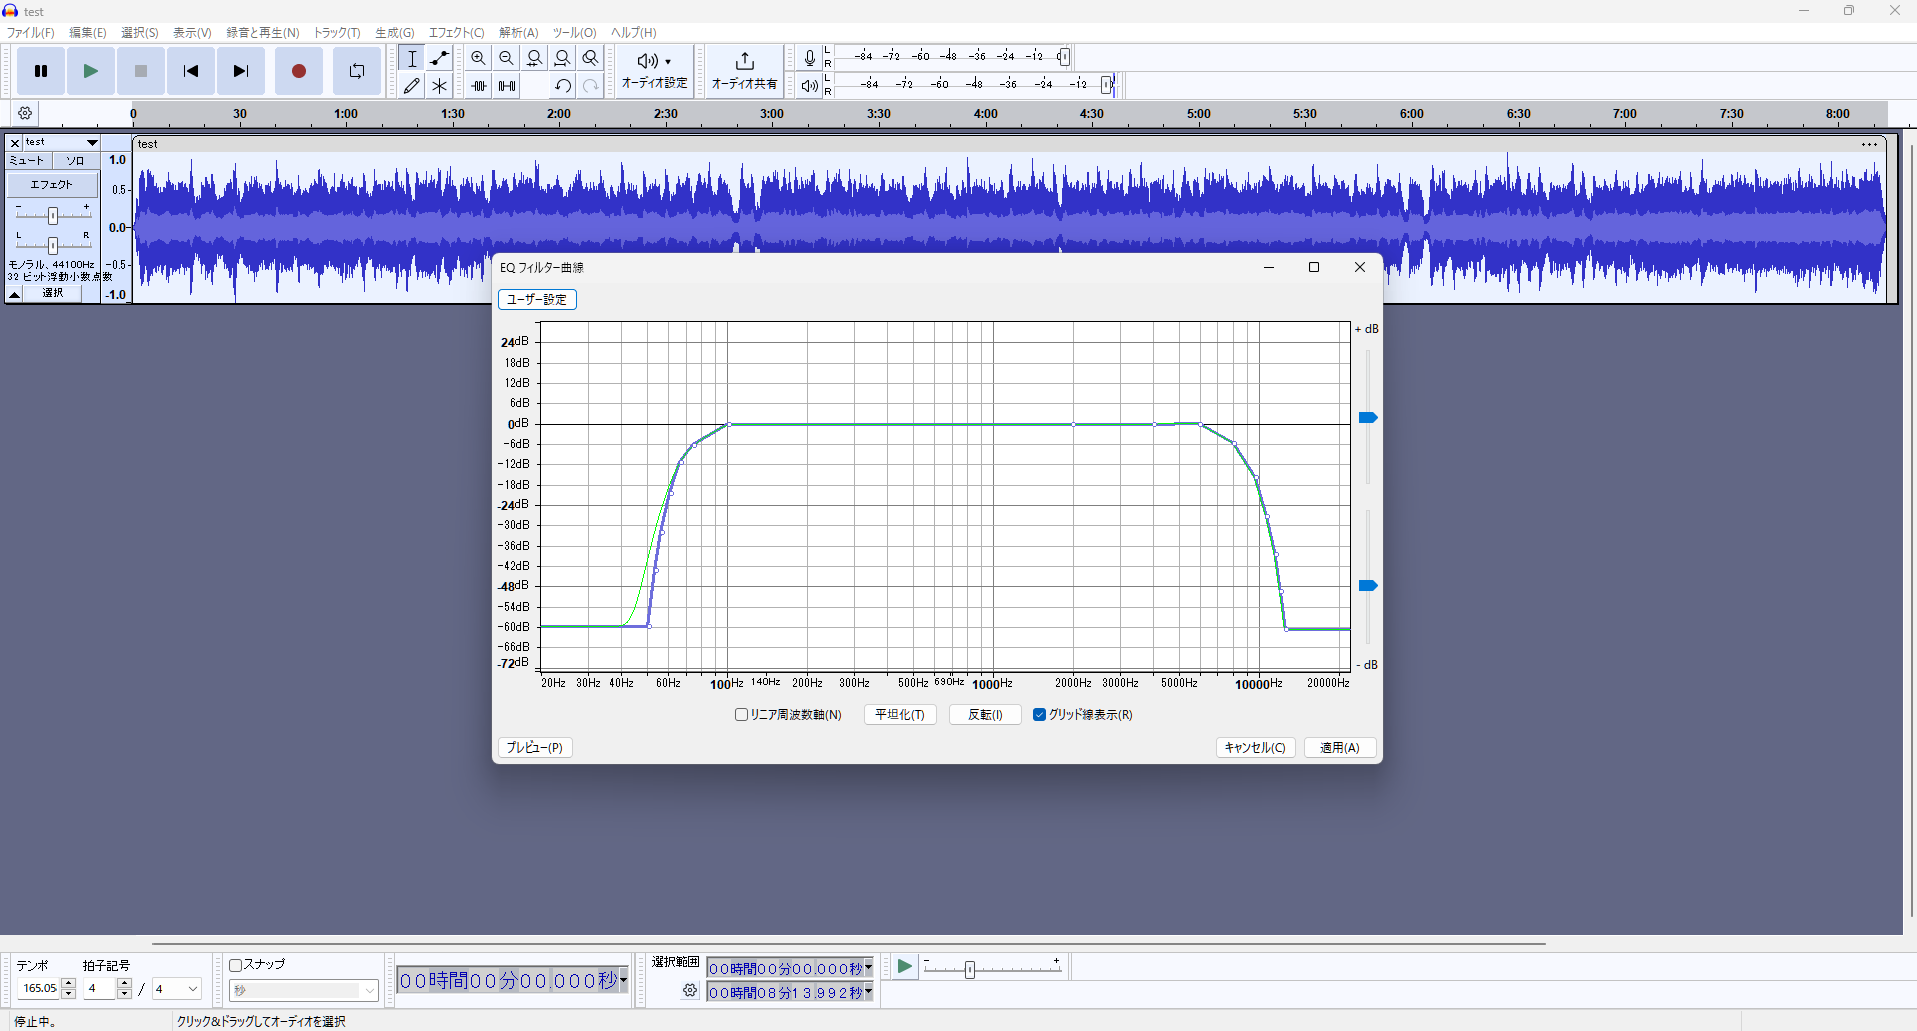 test
ファイル(F) 編集(E) 選択(S) 表示(V) 録音と再生(N) トラック(T) 生成(G) エフェクト(C) 解析(A) ツール(O) ヘルプ(H)
オーディオ設定 オーディオ共有
L
R
-84 -72 -60 -48 -36 -24 -12 0
L
R
-84 -72 -60 -48 -36 -24 -12
0 30 1:00 1:30 2:00 2:30 3:00 3:30 4:00 4:30 5:00 5:30 6:00 6:30 7:00 7:30 8:00
test
test
ミュート ソロ
エフェクト
- +
L R
モノラル、44100Hz
32 ビット浮動小数点数
選択
1.0
0.5
0.0
-0.5
-1.0
EQ フィルター曲線
ユーザー設定
+ dB
24dB
18dB
12dB
6dB
0dB
-6dB
-12dB
-18dB
-24dB
-30dB
-36dB
-42dB
-48dB
-54dB
-60dB
-66dB
-72dB
- dB
20Hz 30Hz 40Hz 60Hz 100Hz 140Hz 200Hz 300Hz 500Hz 690Hz 1000Hz 2000Hz 3000Hz 5000Hz 10000Hz 20000Hz
リニア周波数軸(N) 平坦化(T) 反転(I) グリッド線表示(R)
プレビュー(P) キャンセル(C) 適用(A)
テンポ 拍子記号
165.05 4 / 4
スナップ
秒
00時間00分00.000秒
選択範囲
00時間00分00.000秒
00時間08分13.992秒
- +
停止中。 クリック&ドラッグしてオーディオを選択